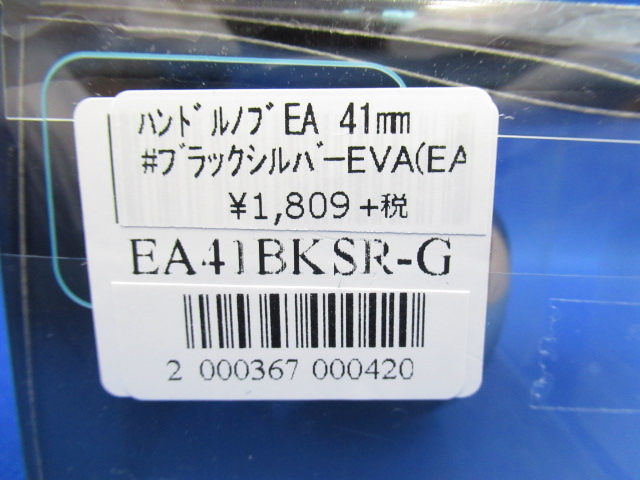 ﾊﾝﾄﾞﾙﾉﾌﾞEA 41mm
#ﾌﾞﾗｯｸｼﾙﾊﾞｰEVA(EA
¥1,809+税
EA41BKSR-G
2 000367 000420